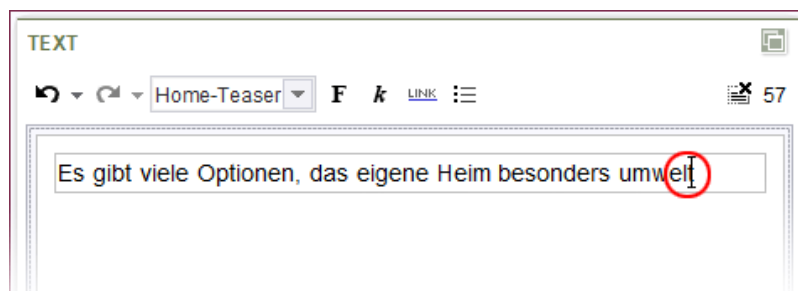 TEXT
Home-Teaser F k LINK 57
Es gibt viele Optionen, das eigene Heim besonders umwelt